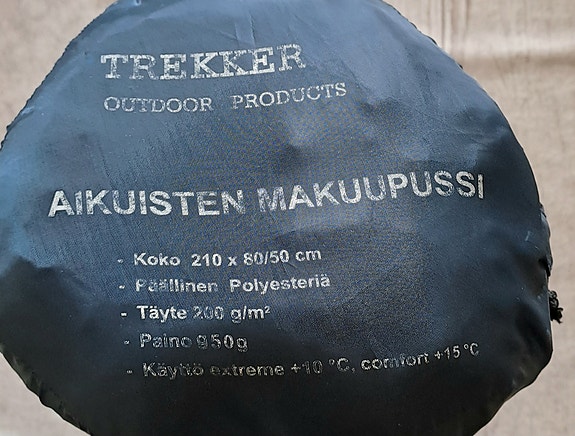 TREKKER
OUTDOOR PRODUCTS
AIKUISTEN MAKUUPUSSI
- Koko 210 x 80/50 cm
- Päällinen Polyesteriä
- Täyte 200 g/m²
- Paino 950g
- Käyttö extreme +10 °C, comfort +15 °C